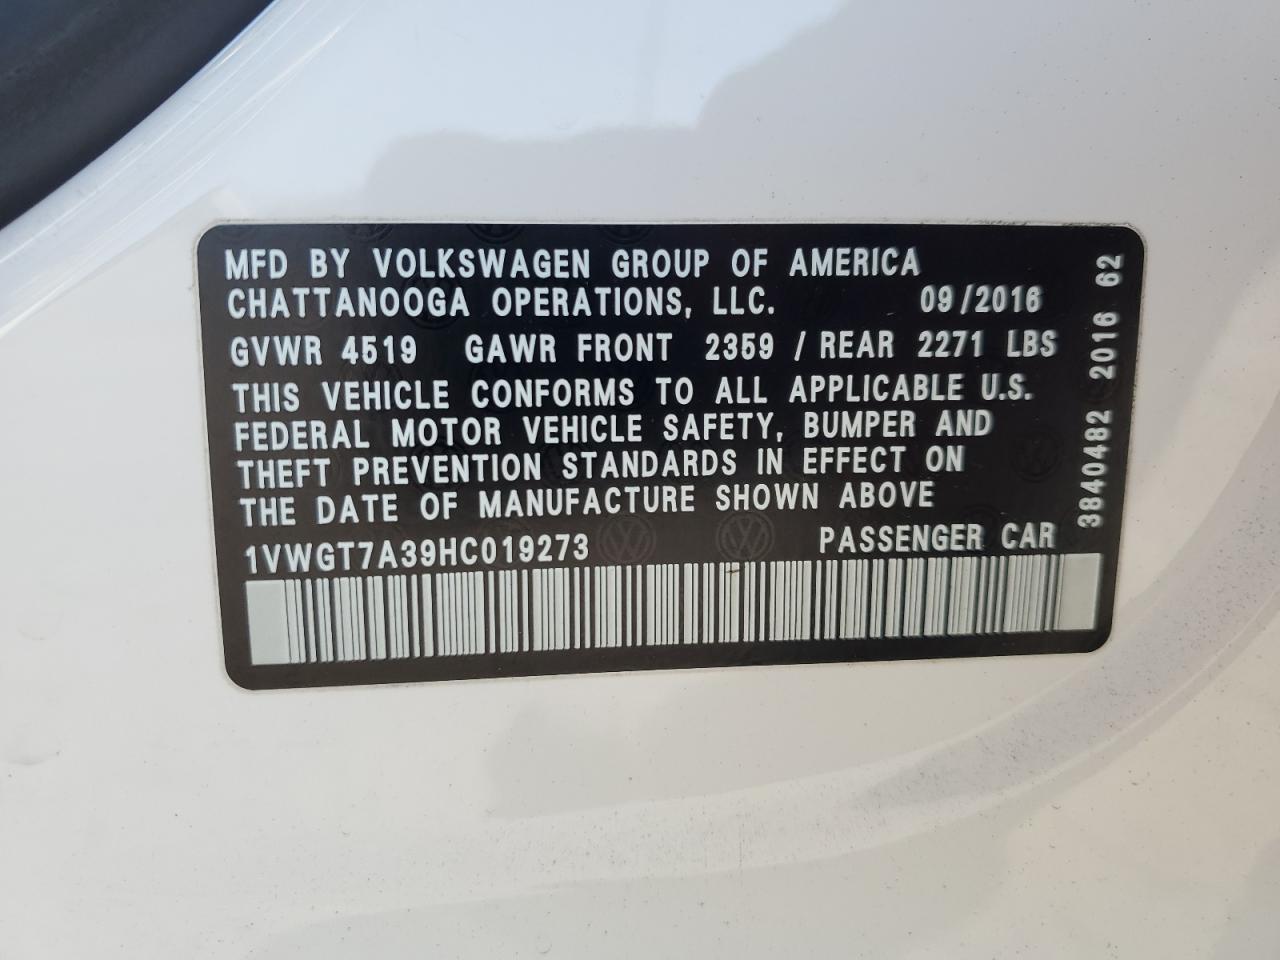 MFD BY VOLKSWAGEN GROUP OF AMERICA
CHATTANOOGA OPERATIONS, LLC. 09/2016
GVWR 4519 GAWR FRONT 2359 / REAR 2271 LBS
THIS VEHICLE CONFORMS TO ALL APPLICABLE U.S.
FEDERAL MOTOR VEHICLE SAFETY, BUMPER AND
THEFT PREVENTION STANDARDS IN EFFECT ON
THE DATE OF MANUFACTURE SHOWN ABOVE
1VWGT7A39HC019273 PASSENGER CAR
3840482 2016 62